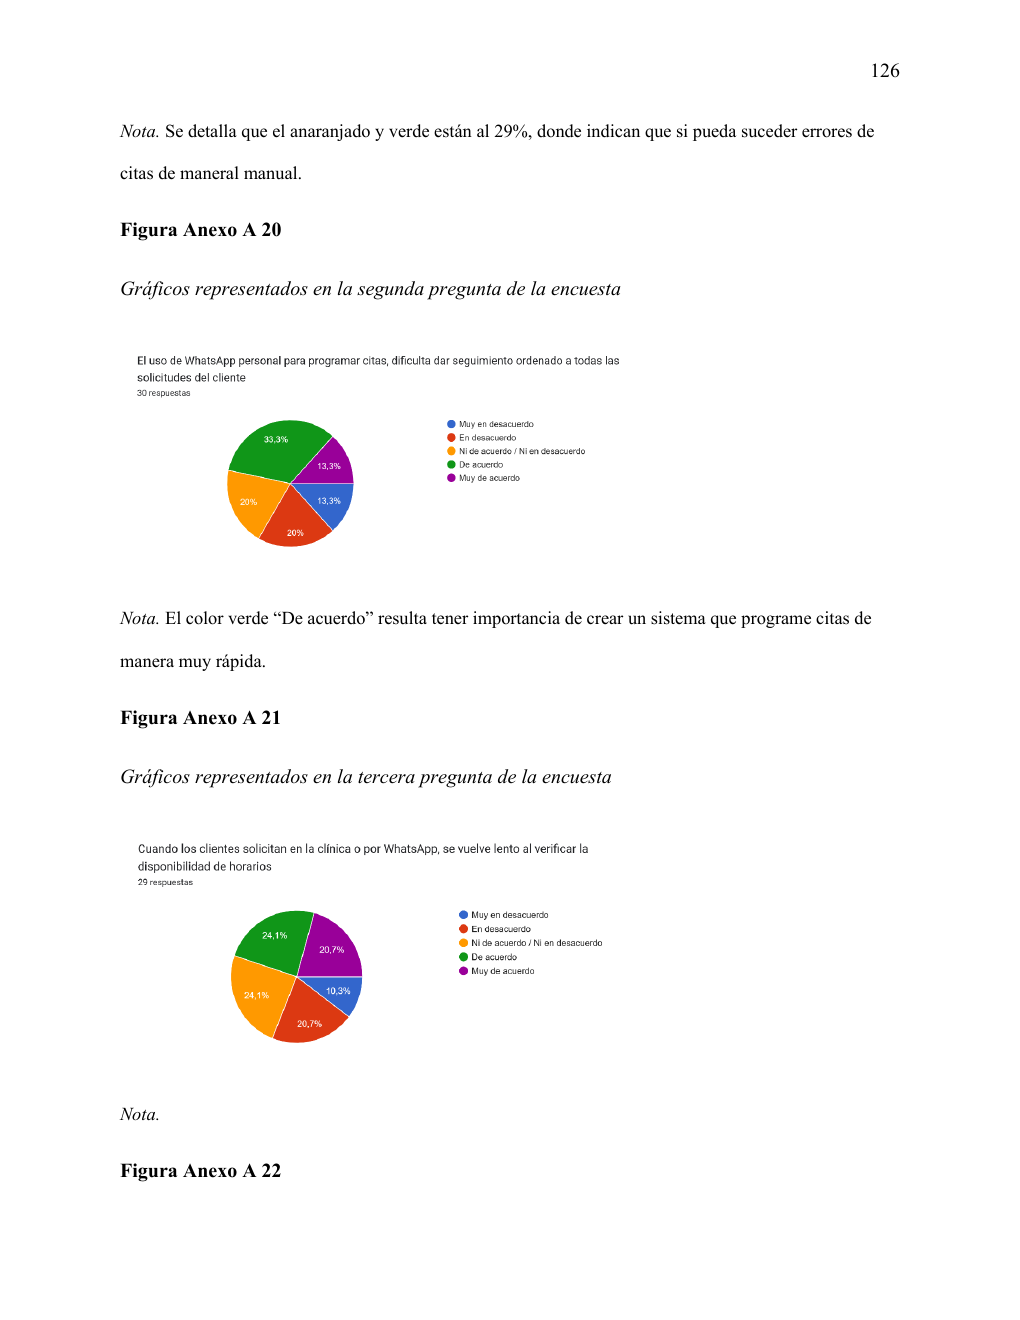 126
Nota. Se detalla que el anaranjado y verde están al 29%, donde indican que si pueda suceder errores de
citas de maneral manual.
Figura Anexo A 20
Gráficos representados en la segunda pregunta de la encuesta
El uso de WhatsApp personal para programar citas, dificulta dar seguimiento ordenado a todas las
solicitudes del cliente
30 respuestas
33,3%
13,3%
20%
13,3%
20%
Muy en desacuerdo
En desacuerdo
Ni de acuerdo / Ni en desacuerdo
De acuerdo
Muy de acuerdo
Nota. El color verde “De acuerdo” resulta tener importancia de crear un sistema que programe citas de
manera muy rápida.
Figura Anexo A 21
Gráficos representados en la tercera pregunta de la encuesta
Cuando los clientes solicitan en la clínica o por WhatsApp, se vuelve lento al verificar la
disponibilidad de horarios
29 respuestas
24,1%
20,7%
24,1%
10,3%
20,7%
Muy en desacuerdo
En desacuerdo
Ni de acuerdo / Ni en desacuerdo
De acuerdo
Muy de acuerdo
Nota.
Figura Anexo A 22